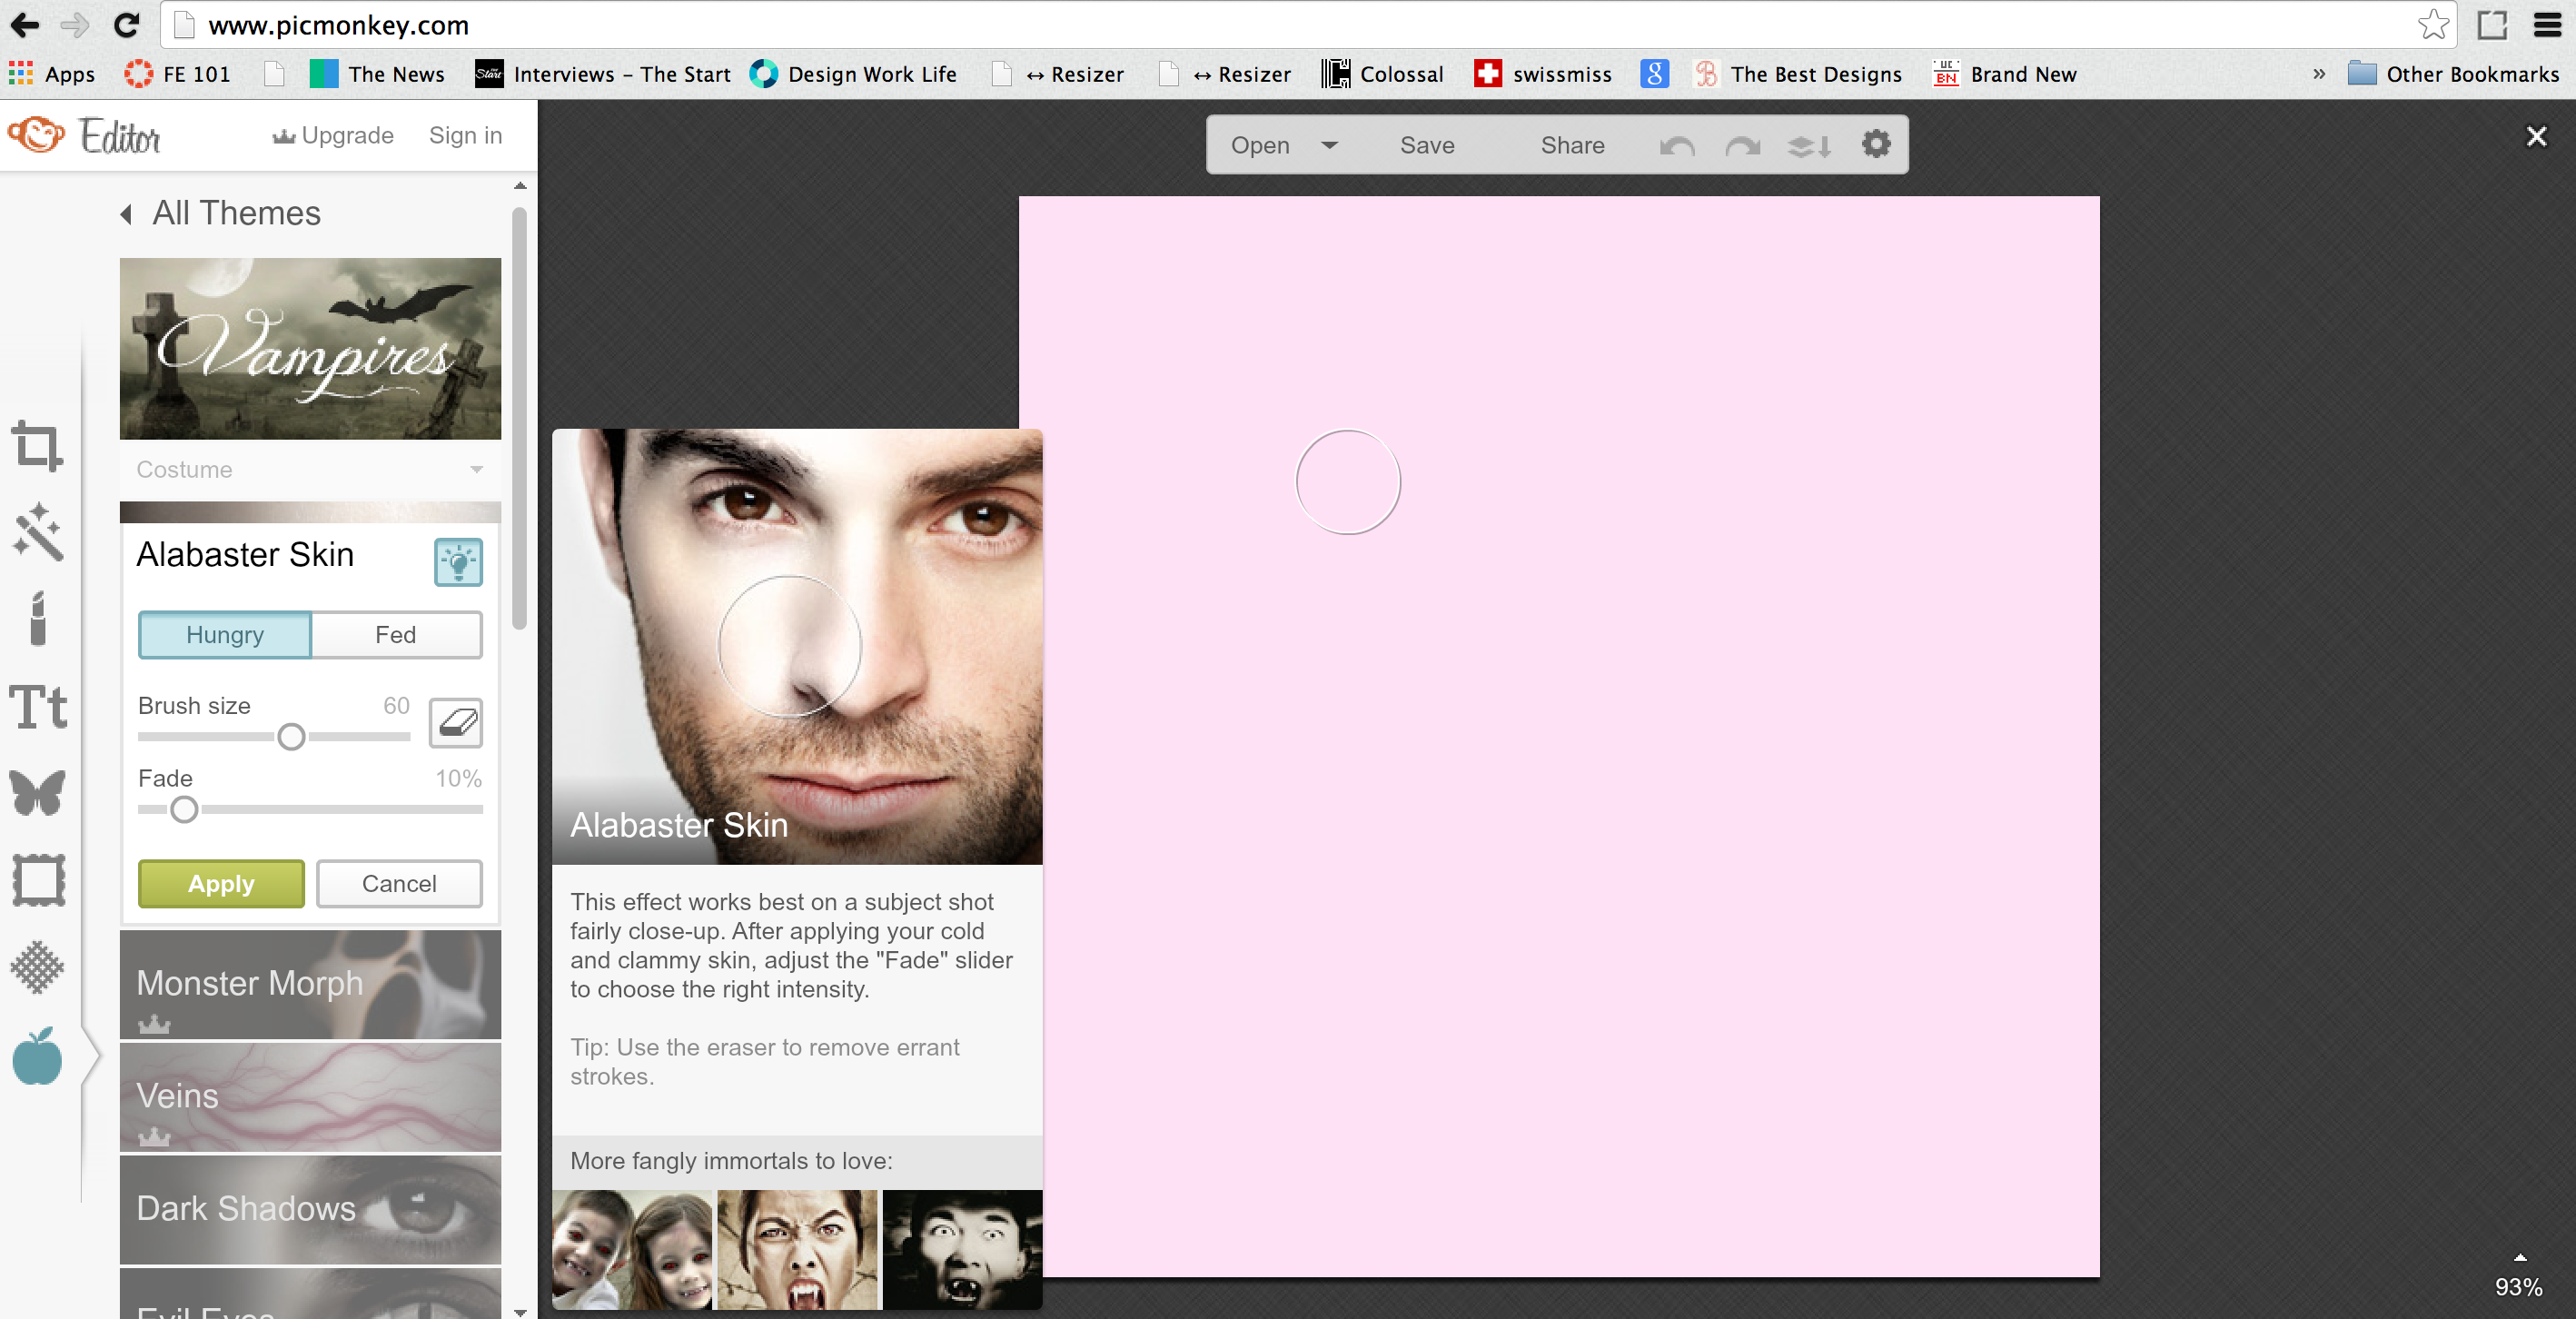 www.picmonkey.com
Apps FE 101 The News Interviews – The Start Design Work Life ↔ Resizer ↔ Resizer Colossal swissmiss The Best Designs Brand New » Other Bookmarks
Editor Upgrade Sign in
Open Save Share
All Themes
Vampires
Costume
Alabaster Skin
Hungry Fed
Brush size 60
Fade 10%
Apply Cancel
Monster Morph
Veins
Dark Shadows
Evil Eyes
Tt
Alabaster Skin
This effect works best on a subject shot
fairly close-up. After applying your cold
and clammy skin, adjust the "Fade" slider
to choose the right intensity.
Tip: Use the eraser to remove errant
strokes.
More fangly immortals to love:
93%